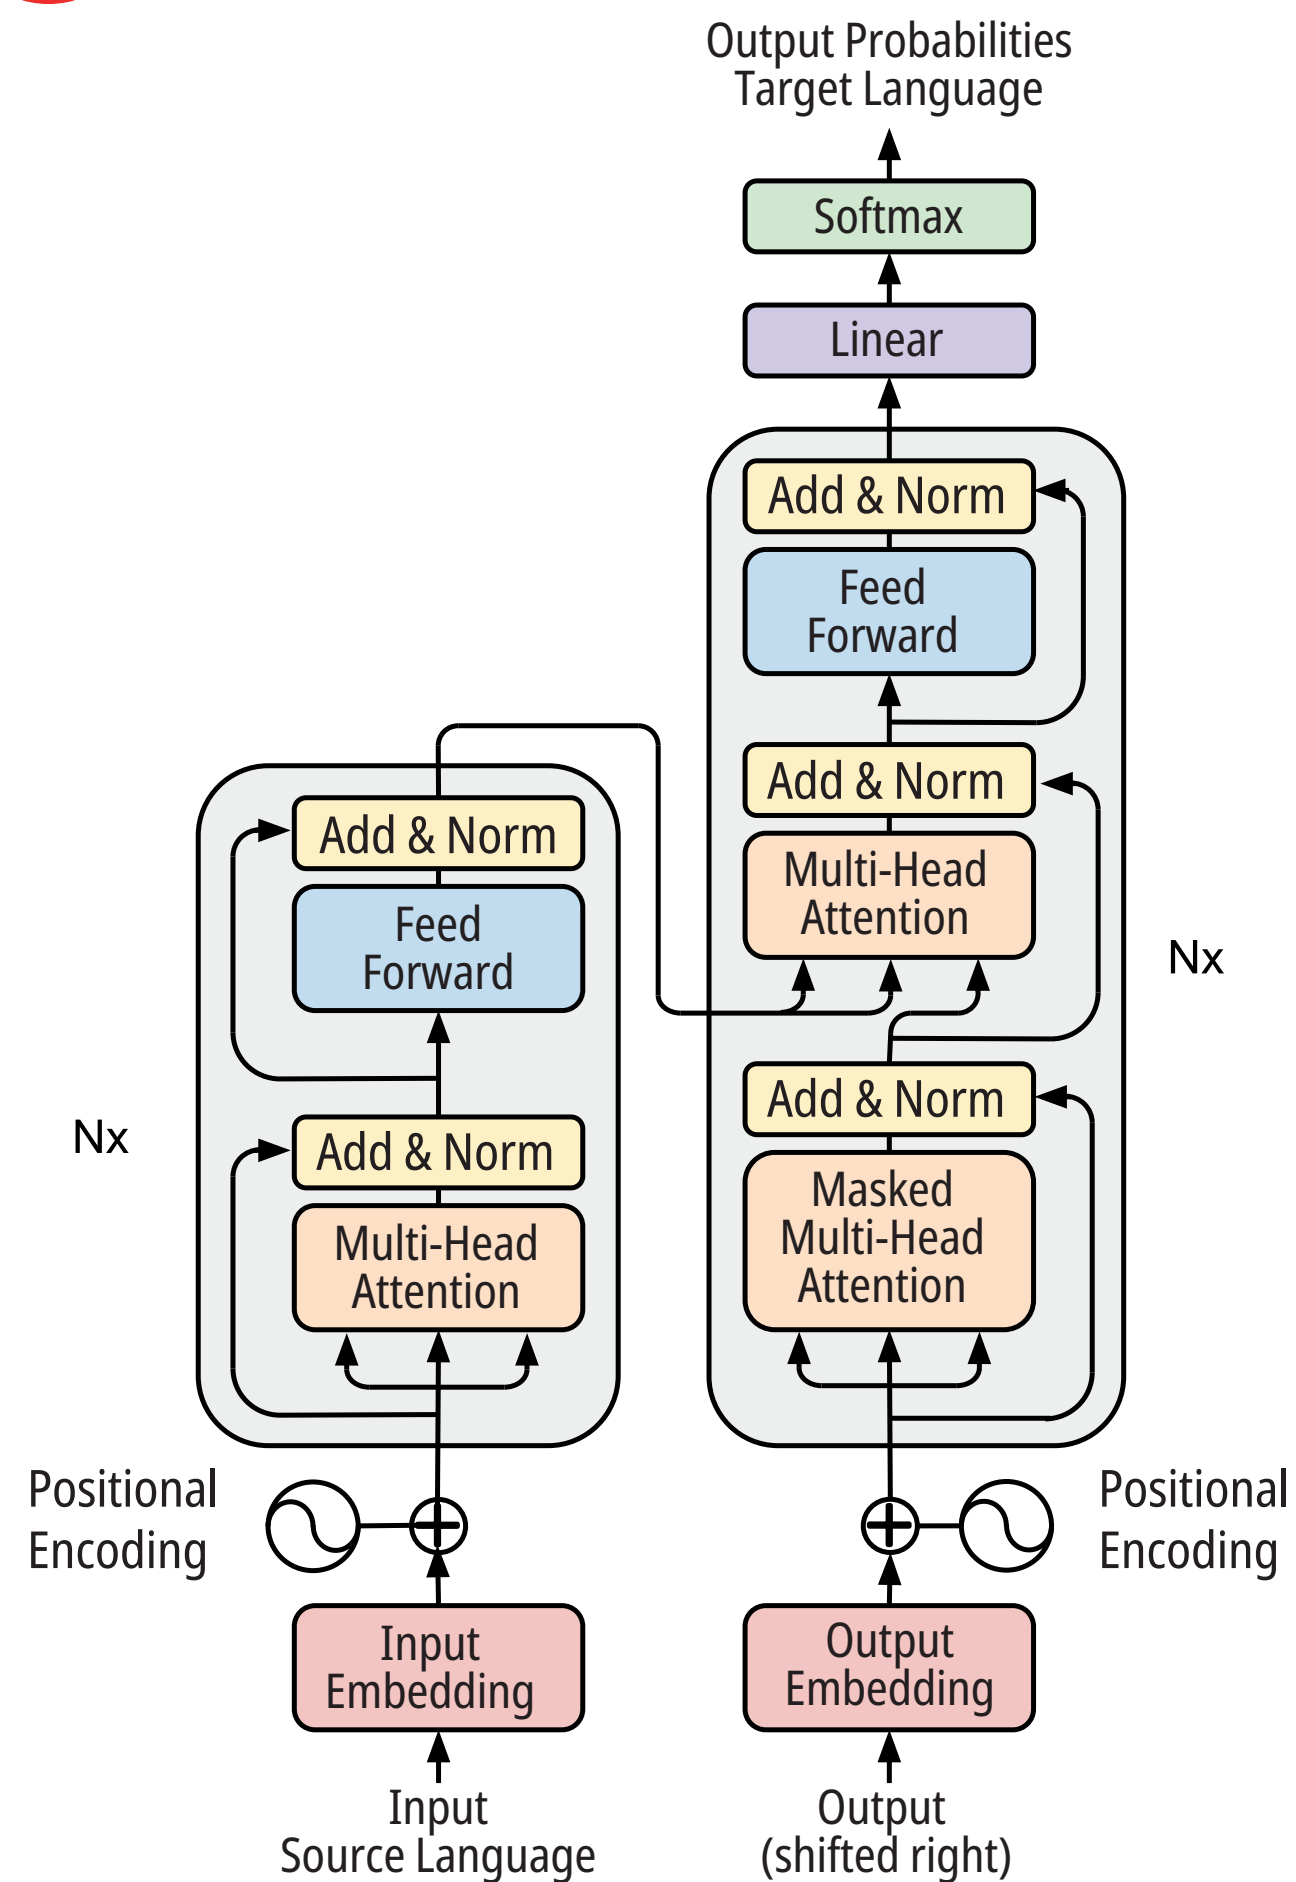 Output Probabilities
Target Language
Softmax
Linear
Add & Norm
Feed
Forward
Add & Norm
Multi-Head
Attention
Nx
Add & Norm
Masked
Multi-Head
Attention
Add & Norm
Feed
Forward
Nx
Add & Norm
Multi-Head
Attention
Positional
Encoding
Positional
Encoding
Input
Embedding
Output
Embedding
Input
Source Language
Output
(shifted right)